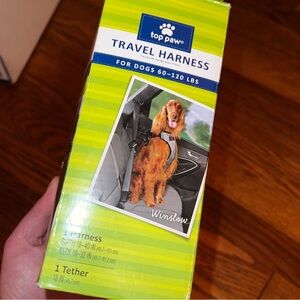 top paw®
TRAVEL HARNESS
FOR DOGS 60-120 LBS
Winslow
1 Harness
1 Tether